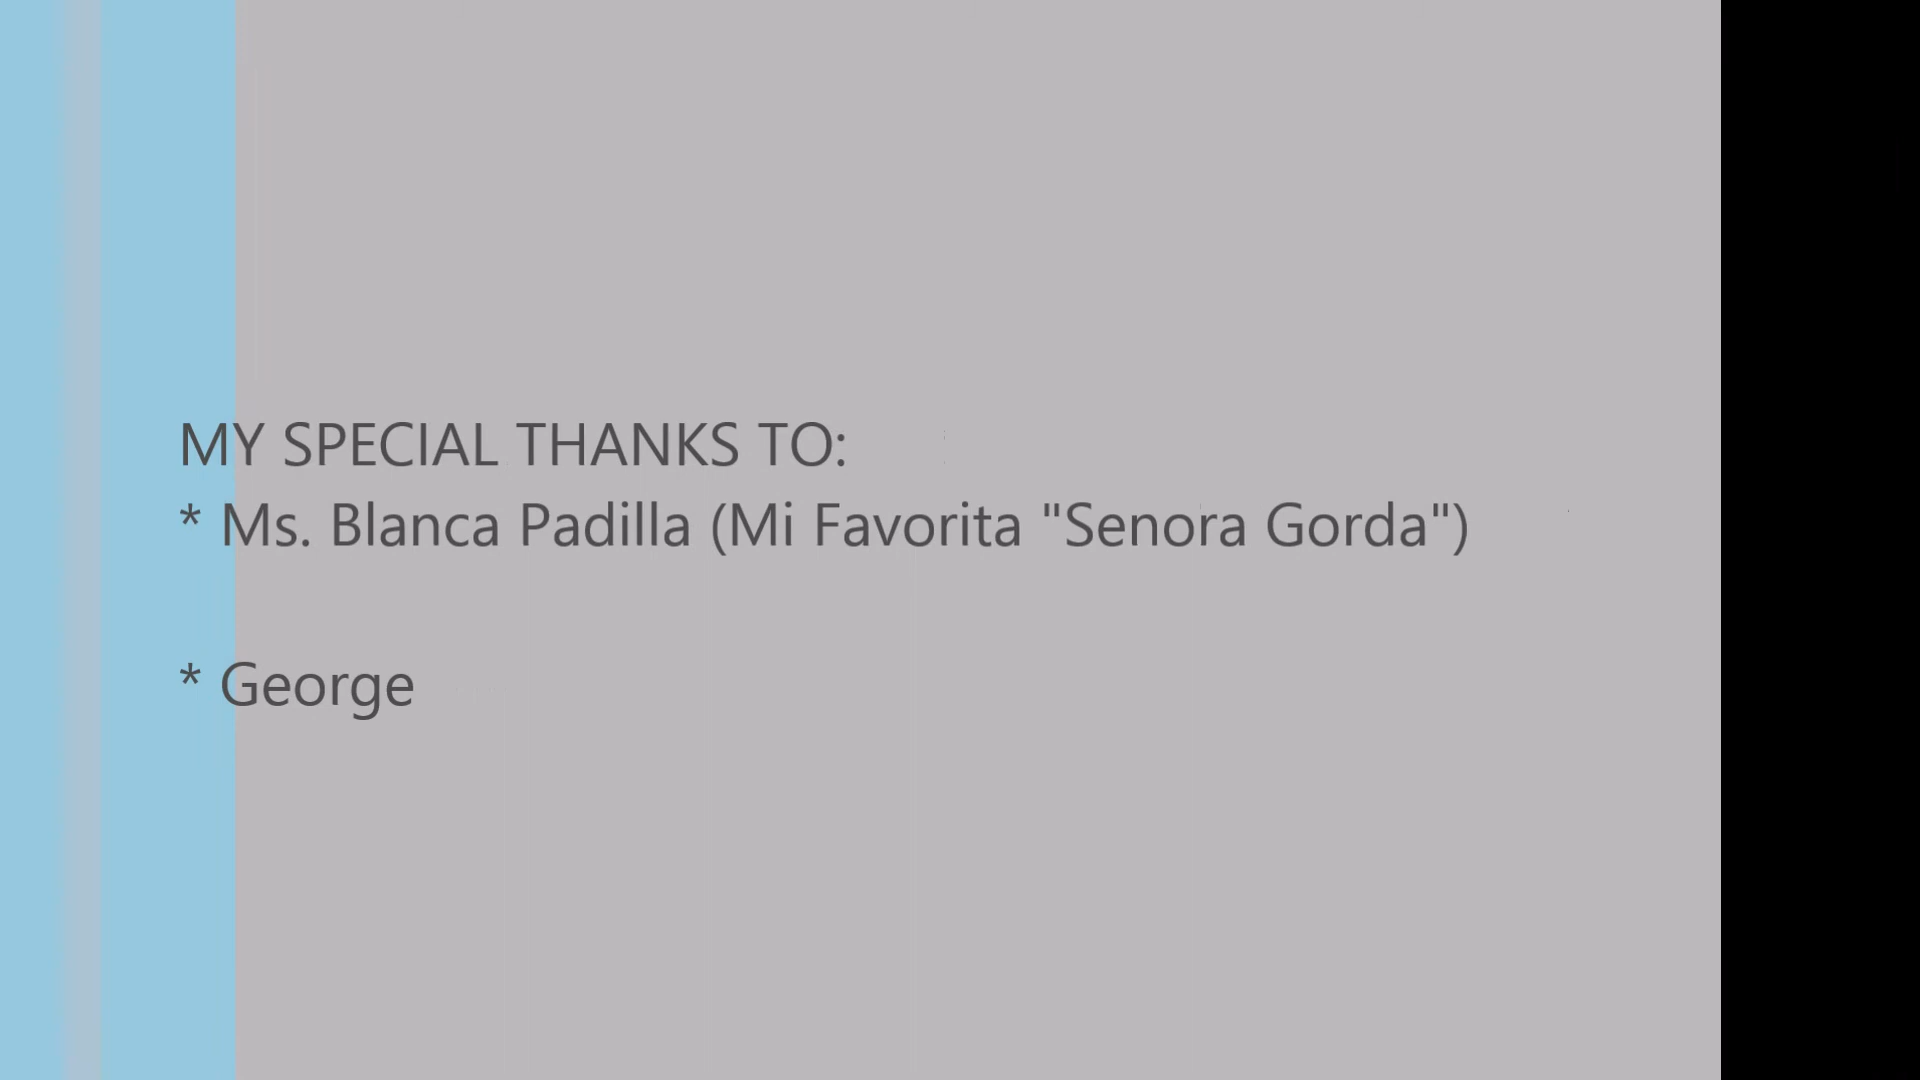 MY SPECIAL THANKS TO:
* Ms. Blanca Padilla (Mi Favorita "Senora Gorda")
* George